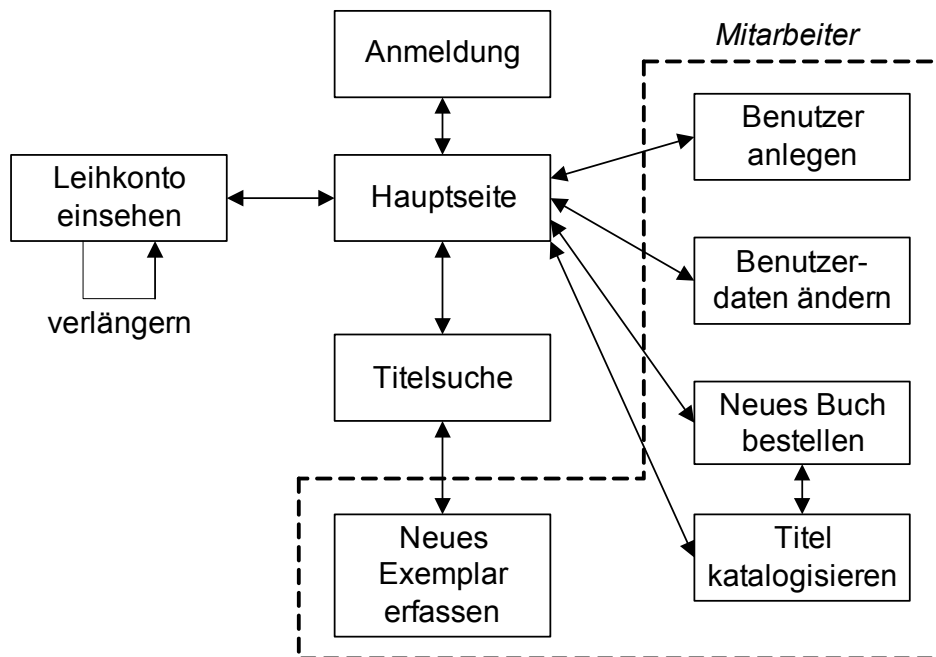 Anmeldung
Mitarbeiter
Benutzer
anlegen
Leihkonto
einsehen
Hauptseite
verlängern
Benutzer-
daten ändern
Titelsuche
Neues Buch
bestellen
Neues
Exemplar
erfassen
Titel
katalogisieren